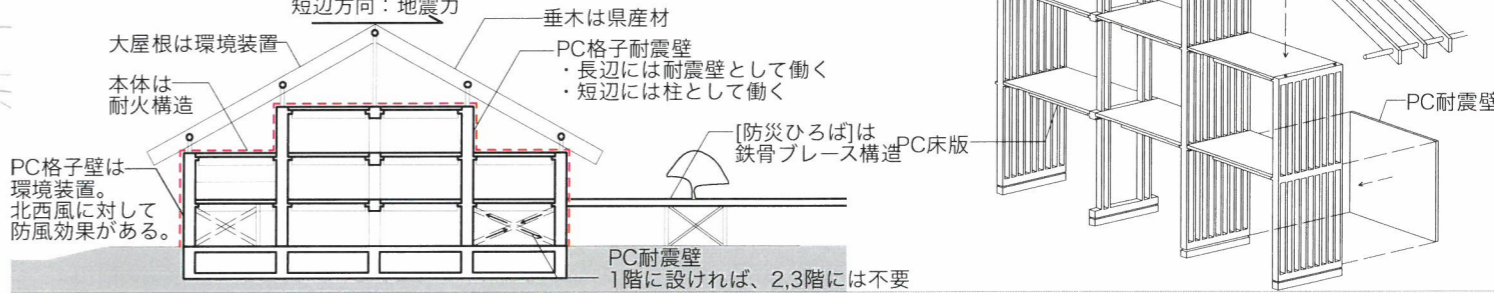 短辺方向：地震力
垂木は県産材
大屋根は環境装置
PC格子耐震壁
・長辺には耐震壁として働く
・短辺には柱として働く
本体は
耐火構造
[防災ひろば]は
鉄骨ブレース構造
PC格子壁は
環境装置。
北西風に対して
防風効果がある。
PC耐震壁
1階に設ければ、2,3階には不要
PC床版
PC耐震壁